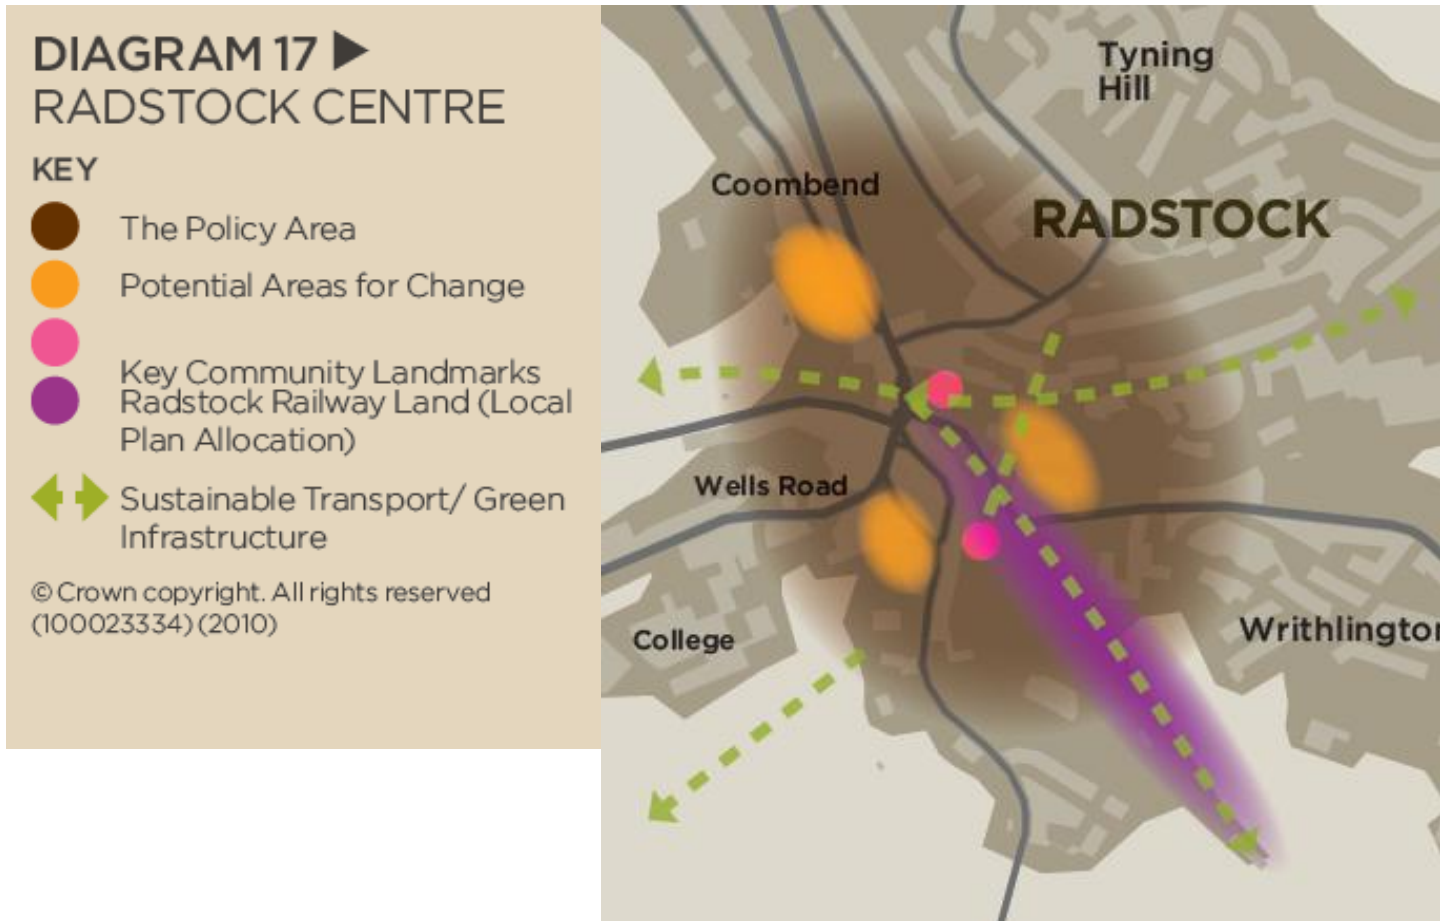 DIAGRAM 17 ▶
RADSTOCK CENTRE
KEY
The Policy Area
Potential Areas for Change
Key Community Landmarks
Radstock Railway Land (Local
Plan Allocation)
Sustainable Transport/ Green
Infrastructure
© Crown copyright. All rights reserved
(100023334) (2010)
Tyning
Hill
Coombend
RADSTOCK
Wells Road
College
Writhlington